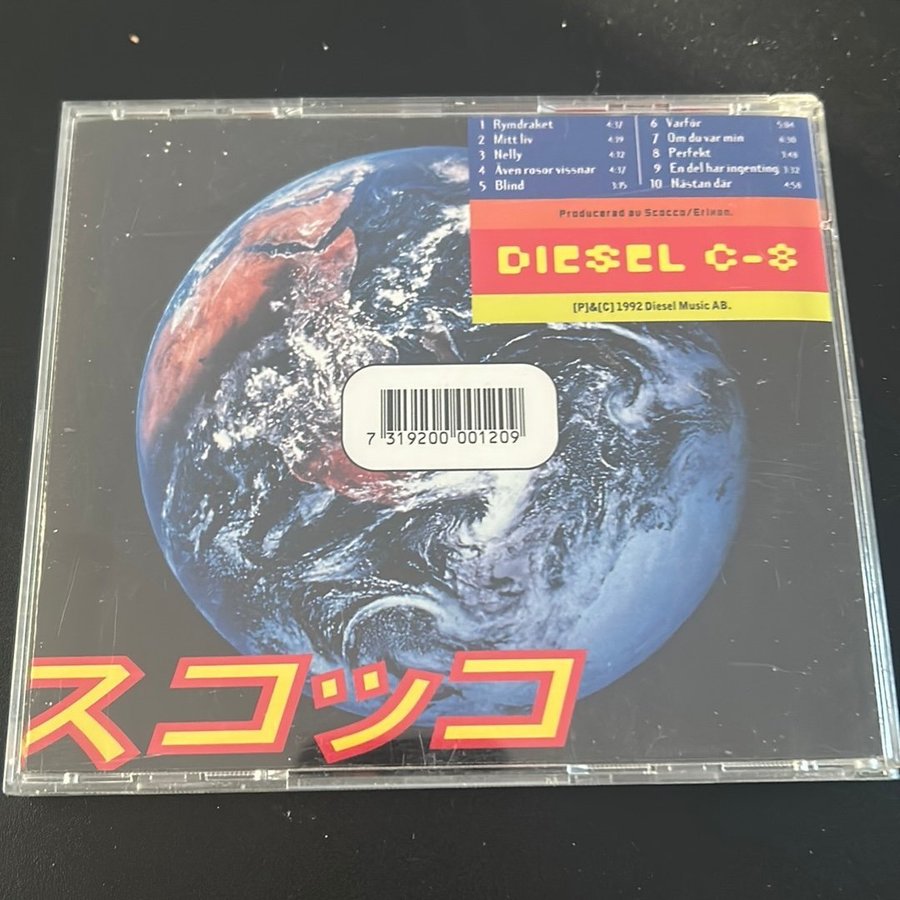 1 Rymdraket 4:37
2 Mitt liv 4:39
3 Nelly 4:32
4 Även rosor vissnar 4:37
5 Blind 3:15
6 Varför 5:04
7 Om du var min 4:30
8 Perfekt 3:48
9 En del har ingenting 3:32
10 Nästan där 4:56
Producerad av Scocco/Erixon.
DIESEL C-8
[P]&[C] 1992 Diesel Music AB.
7 319200 001209
スコッコ